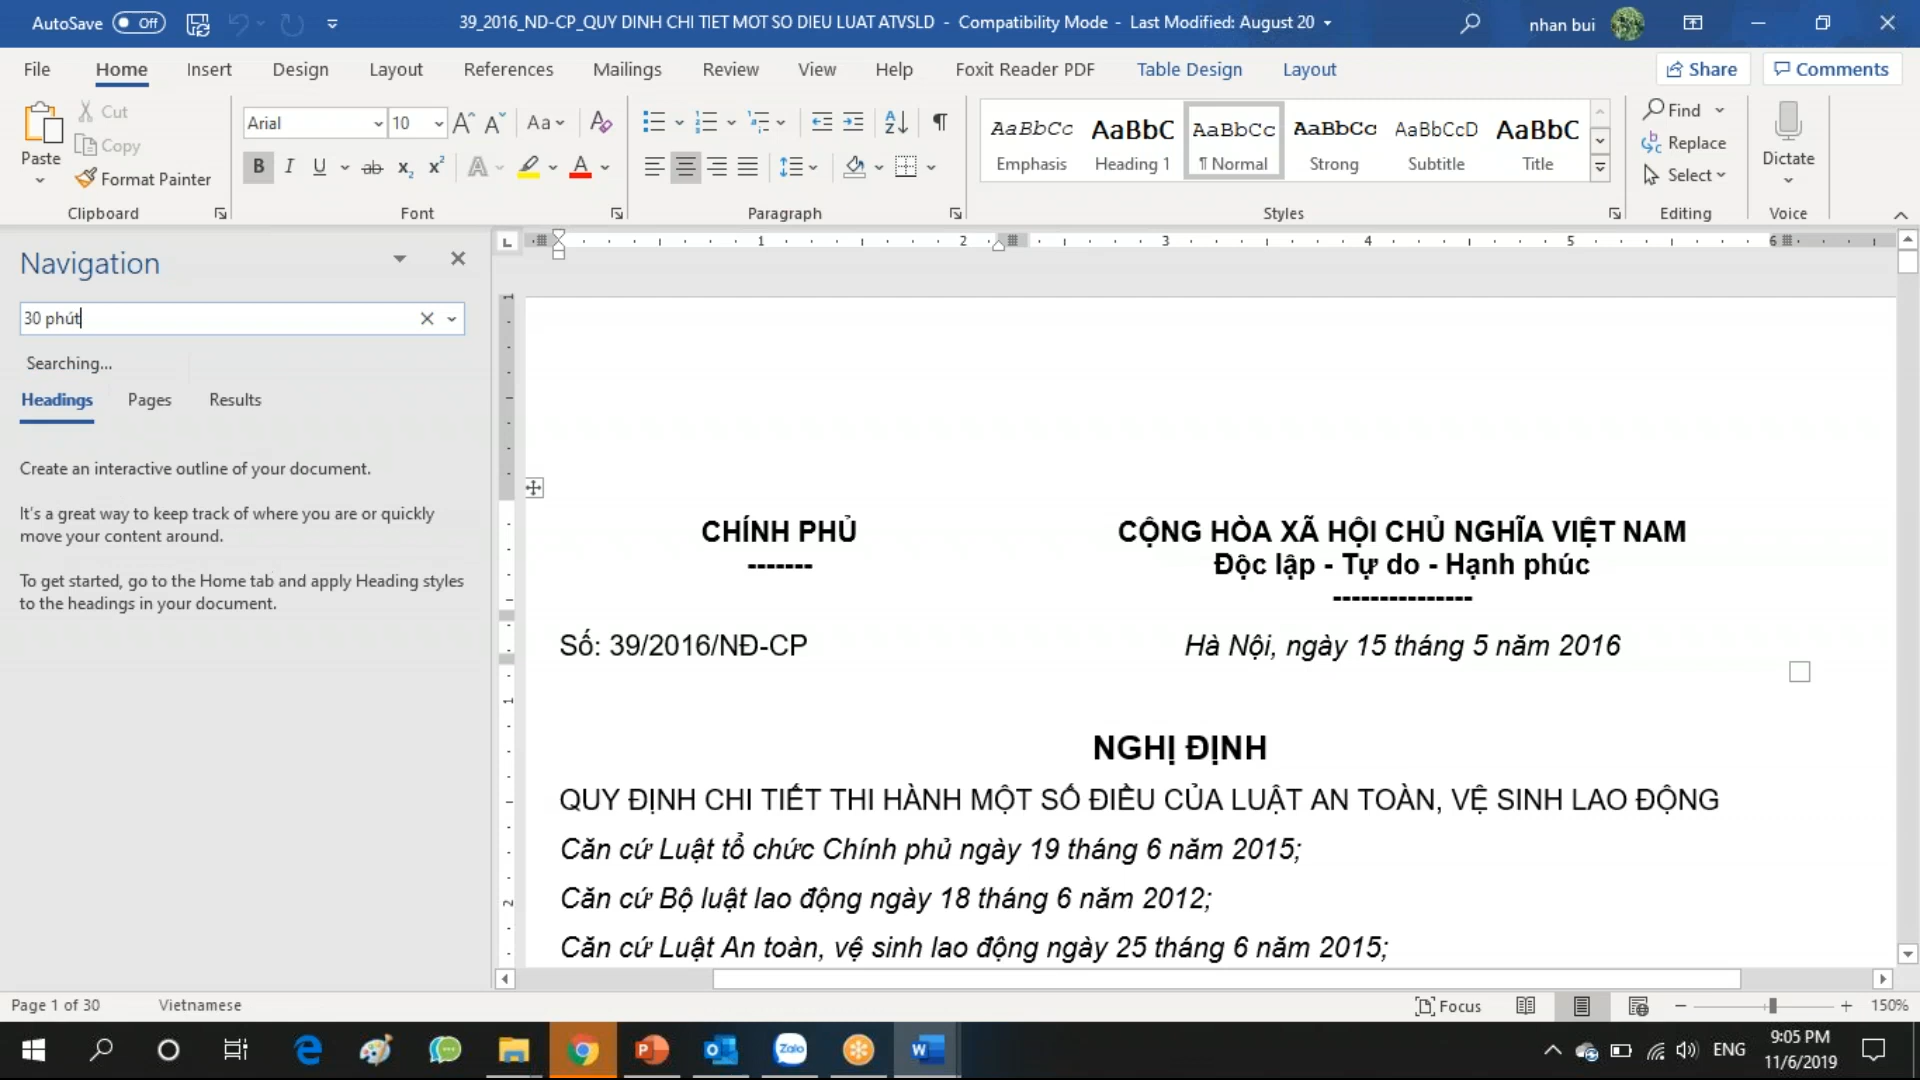 AutoSave Off 39_2016_ND-CP_QUY DINH CHI TIET MOT SO DIEU LUAT ATVSLD - Compatibility Mode - Last Modified: August 20 nhan bui
File Home Insert Design Layout References Mailings Review View Help Foxit Reader PDF Table Design Layout Share Comments
Paste Cut Copy Format Painter
Clipboard
Arial 10 Aa
B I U ab x₂ x² A A
Font
Paragraph
AaBbCc AaBbC AaBbCc AaBbCc AaBbCcD AaBbC
Emphasis Heading 1 ¶ Normal Strong Subtitle Title
Styles
Find
Replace
Select
Editing
Dictate
Voice
Navigation
30 phút
Searching...
Headings Pages Results
Create an interactive outline of your document.
It's a great way to keep track of where you are or quickly
move your content around.
To get started, go to the Home tab and apply Heading styles
to the headings in your document.
1 2 3 4 5 6
CHÍNH PHỦ
-------
CỘNG HÒA XÃ HỘI CHỦ NGHĨA VIỆT NAM
Độc lập - Tự do - Hạnh phúc
---------------
Số: 39/2016/NĐ-CP
Hà Nội, ngày 15 tháng 5 năm 2016
NGHỊ ĐỊNH
QUY ĐỊNH CHI TIẾT THI HÀNH MỘT SỐ ĐIỀU CỦA LUẬT AN TOÀN, VỆ SINH LAO ĐỘNG
Căn cứ Luật tổ chức Chính phủ ngày 19 tháng 6 năm 2015;
Căn cứ Bộ luật lao động ngày 18 tháng 6 năm 2012;
Căn cứ Luật An toàn, vệ sinh lao động ngày 25 tháng 6 năm 2015;
Page 1 of 30 Vietnamese Focus 150%
Zalo ENG 9:05 PM
11/6/2019